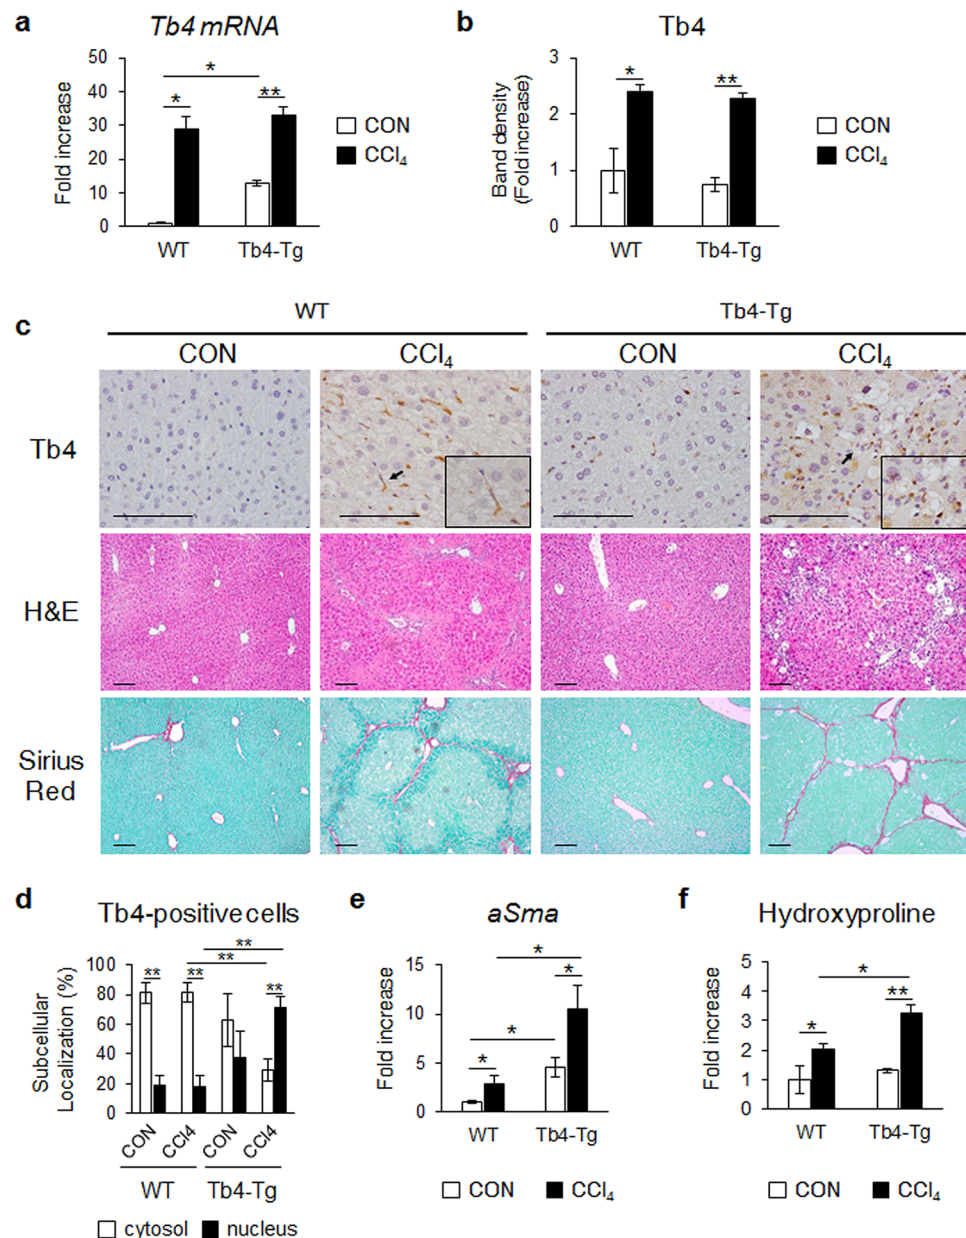 a
Tb4 mRNA
Fold increase
50
40
30
20
10
0
*
*
**
WT
Tb4-Tg
CON
CCl₄
b
Tb4
Band density
(Fold increase)
3
2
1
0
*
**
WT
Tb4-Tg
CON
CCl₄
c
WT
Tb4-Tg
CON
CCl₄
CON
CCl₄
Tb4
H&E
Sirius
Red
d
Tb4-positive cells
Subcellular
Localization (%)
100
80
60
40
20
0
**
**
**
**
**
CON
CCl4
CON
CCl4
WT
Tb4-Tg
cytosol
nucleus
e
aSma
Fold increase
15
10
5
0
*
*
*
*
WT
Tb4-Tg
CON
CCl₄
f
Hydroxyproline
Fold increase
5
4
3
2
1
0
*
*
**
WT
Tb4-Tg
CON
CCl₄